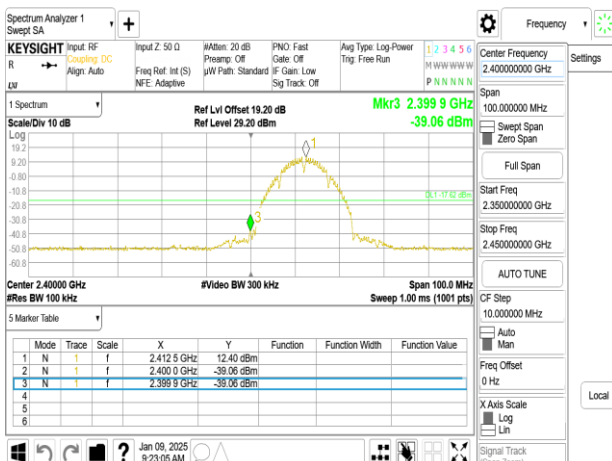 Spectrum Analyzer 1
Swept SA
Frequency
KEYSIGHT
R
Input: RF
Coupling: DC
Align: Auto
Input Z: 50 Ω
Freq Ref: Int (S)
NFE: Adaptive
#Atten: 20 dB
Preamp: Off
µW Path: Standard
PNO: Fast
Gate: Off
IF Gain: Low
Sig Track: Off
Avg Type: Log-Power
Trig: Free Run
1 2 3 4 5 6
M W W W W W
P N N N N N
1 Spectrum
Scale/Div 10 dB
Ref Lvl Offset 19.20 dB
Ref Level 29.20 dBm
Mkr3 2.399 9 GHz
-39.06 dBm
Log
19.2
9.20
-0.80
-10.8
-20.8
-30.8
-40.8
-50.8
-60.8
1
3
DL1 -17.62 dBm
Center 2.40000 GHz
#Res BW 100 kHz
#Video BW 300 kHz
Span 100.0 MHz
Sweep 1.00 ms (1001 pts)
5 Marker Table
Mode Trace Scale X Y Function Function Width Function Value
1 N 1 f 2.412 5 GHz 12.40 dBm
2 N 1 f 2.400 0 GHz -39.06 dBm
3 N 1 f 2.399 9 GHz -39.06 dBm
4
5
6
Jan 09, 2025
9:23:05 AM
Center Frequency
2.400000000 GHz
Settings
Span
100.000000 MHz
Swept Span
Zero Span
Full Span
Start Freq
2.350000000 GHz
Stop Freq
2.450000000 GHz
AUTO TUNE
CF Step
10.000000 MHz
Auto
Man
Freq Offset
0 Hz
Local
X Axis Scale
Log
Lin
Signal Track